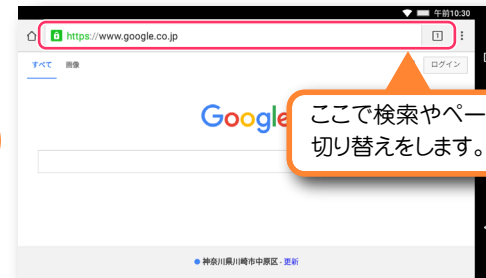 午前10:30
https://www.google.co.jp
1
すべて 画像
ログイン
Google
ここで検索やペー
切り替えをします。
神奈川県川崎市中原区 - 更新